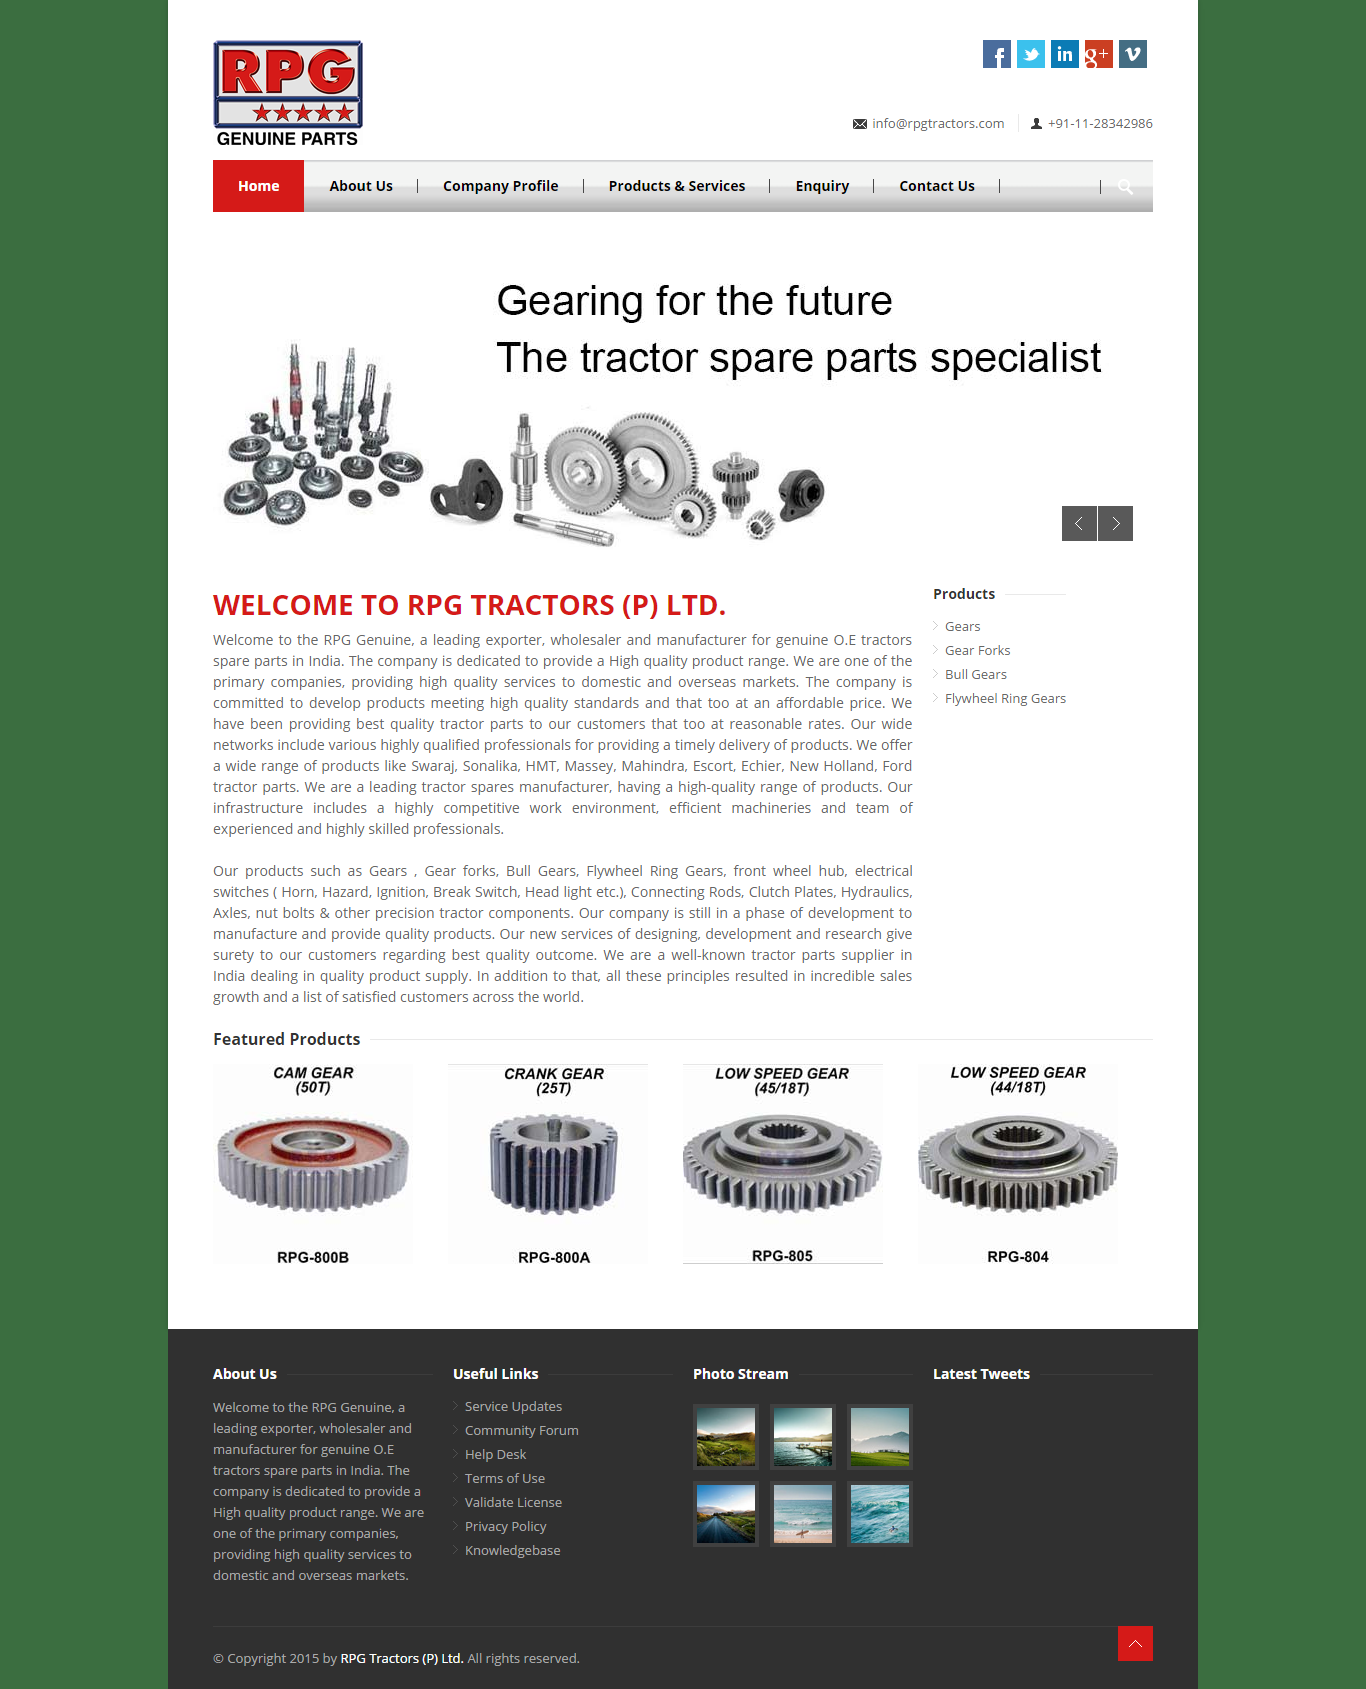 RPG
GENUINE PARTS
info@rpgtractors.com
+91-11-28342986
Home
About Us
Company Profile
Products & Services
Enquiry
Contact Us
Gearing for the future
The tractor spare parts specialist
WELCOME TO RPG TRACTORS (P) LTD.
Welcome to the RPG Genuine, a leading exporter, wholesaler and manufacturer for genuine O.E tractors
spare parts in India. The company is dedicated to provide a High quality product range. We are one of the
primary companies, providing high quality services to domestic and overseas markets. The company is
committed to develop products meeting high quality standards and that too at an affordable price. We
have been providing best quality tractor parts to our customers that too at reasonable rates. Our wide
networks include various highly qualified professionals for providing a timely delivery of products. We offer
a wide range of products like Swaraj, Sonalika, HMT, Massey, Mahindra, Escort, Echier, New Holland, Ford
tractor parts. We are a leading tractor spares manufacturer, having a high-quality range of products. Our
infrastructure includes a highly competitive work environment, efficient machineries and team of
experienced and highly skilled professionals.
Our products such as Gears , Gear forks, Bull Gears, Flywheel Ring Gears, front wheel hub, electrical
switches ( Horn, Hazard, Ignition, Break Switch, Head light etc.), Connecting Rods, Clutch Plates, Hydraulics,
Axles, nut bolts & other precision tractor components. Our company is still in a phase of development to
manufacture and provide quality products. Our new services of designing, development and research give
surety to our customers regarding best quality outcome. We are a well-known tractor parts supplier in
India dealing in quality product supply. In addition to that, all these principles resulted in incredible sales
growth and a list of satisfied customers across the world.
Products
Gears
Gear Forks
Bull Gears
Flywheel Ring Gears
Featured Products
CAM GEAR
(50T)
RPG-800B
CRANK GEAR
(25T)
RPG-800A
LOW SPEED GEAR
(45/18T)
RPG-805
LOW SPEED GEAR
(44/18T)
RPG-804
About Us
Welcome to the RPG Genuine, a
leading exporter, wholesaler and
manufacturer for genuine O.E
tractors spare parts in India. The
company is dedicated to provide a
High quality product range. We are
one of the primary companies,
providing high quality services to
domestic and overseas markets.
Useful Links
Service Updates
Community Forum
Help Desk
Terms of Use
Validate License
Privacy Policy
Knowledgebase
Photo Stream
Latest Tweets
© Copyright 2015 by RPG Tractors (P) Ltd. All rights reserved.